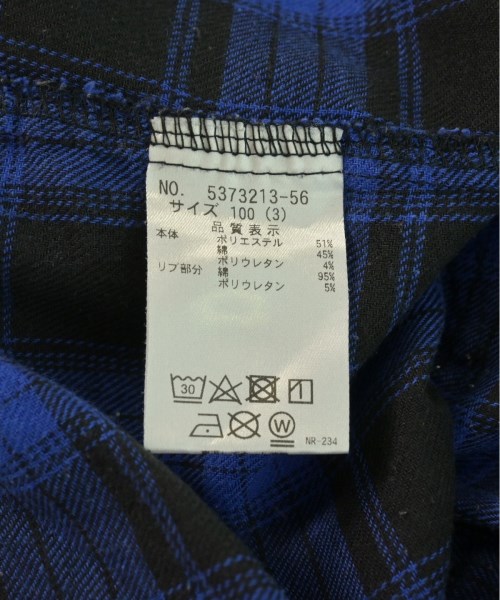 NO. 5373213-56
サイズ 100 (3)
品質表示
本体 ポリエステル 51%
綿 45%
ポリウレタン 4%
リブ部分 綿 95%
ポリウレタン 5%
30
W
NR-234